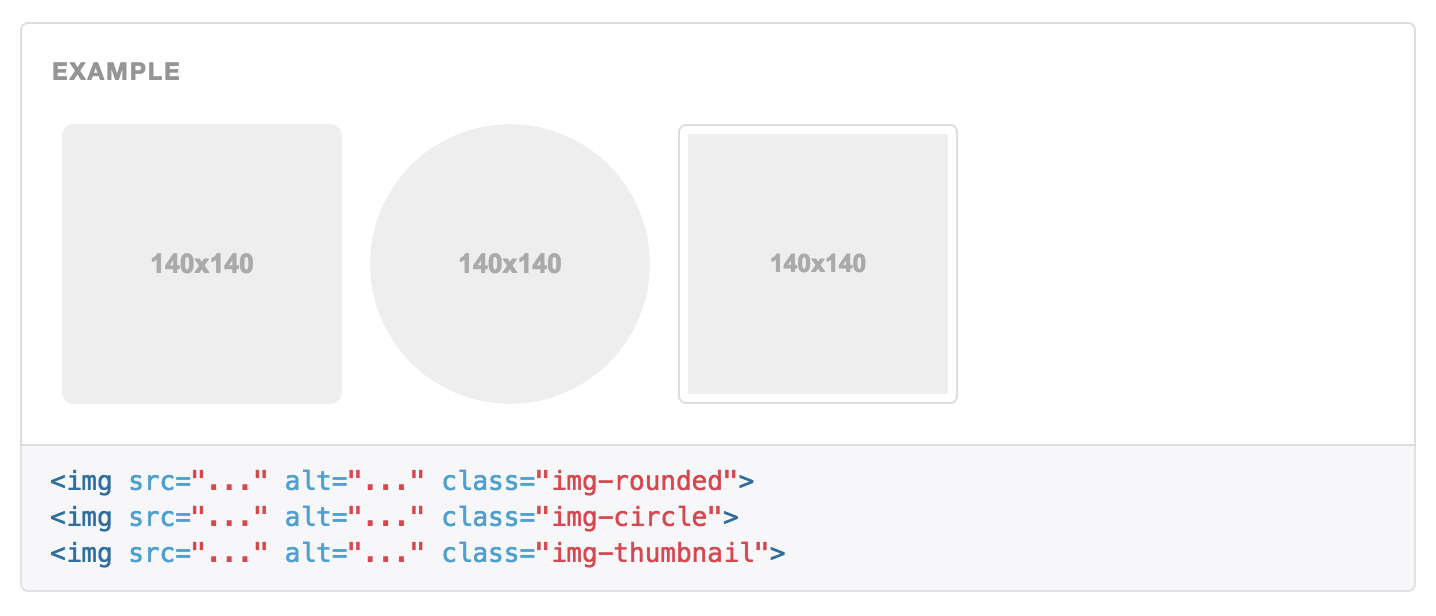 EXAMPLE
140x140 140x140 140x140
<img src="..." alt="..." class="img-rounded">
<img src="..." alt="..." class="img-circle">
<img src="..." alt="..." class="img-thumbnail">